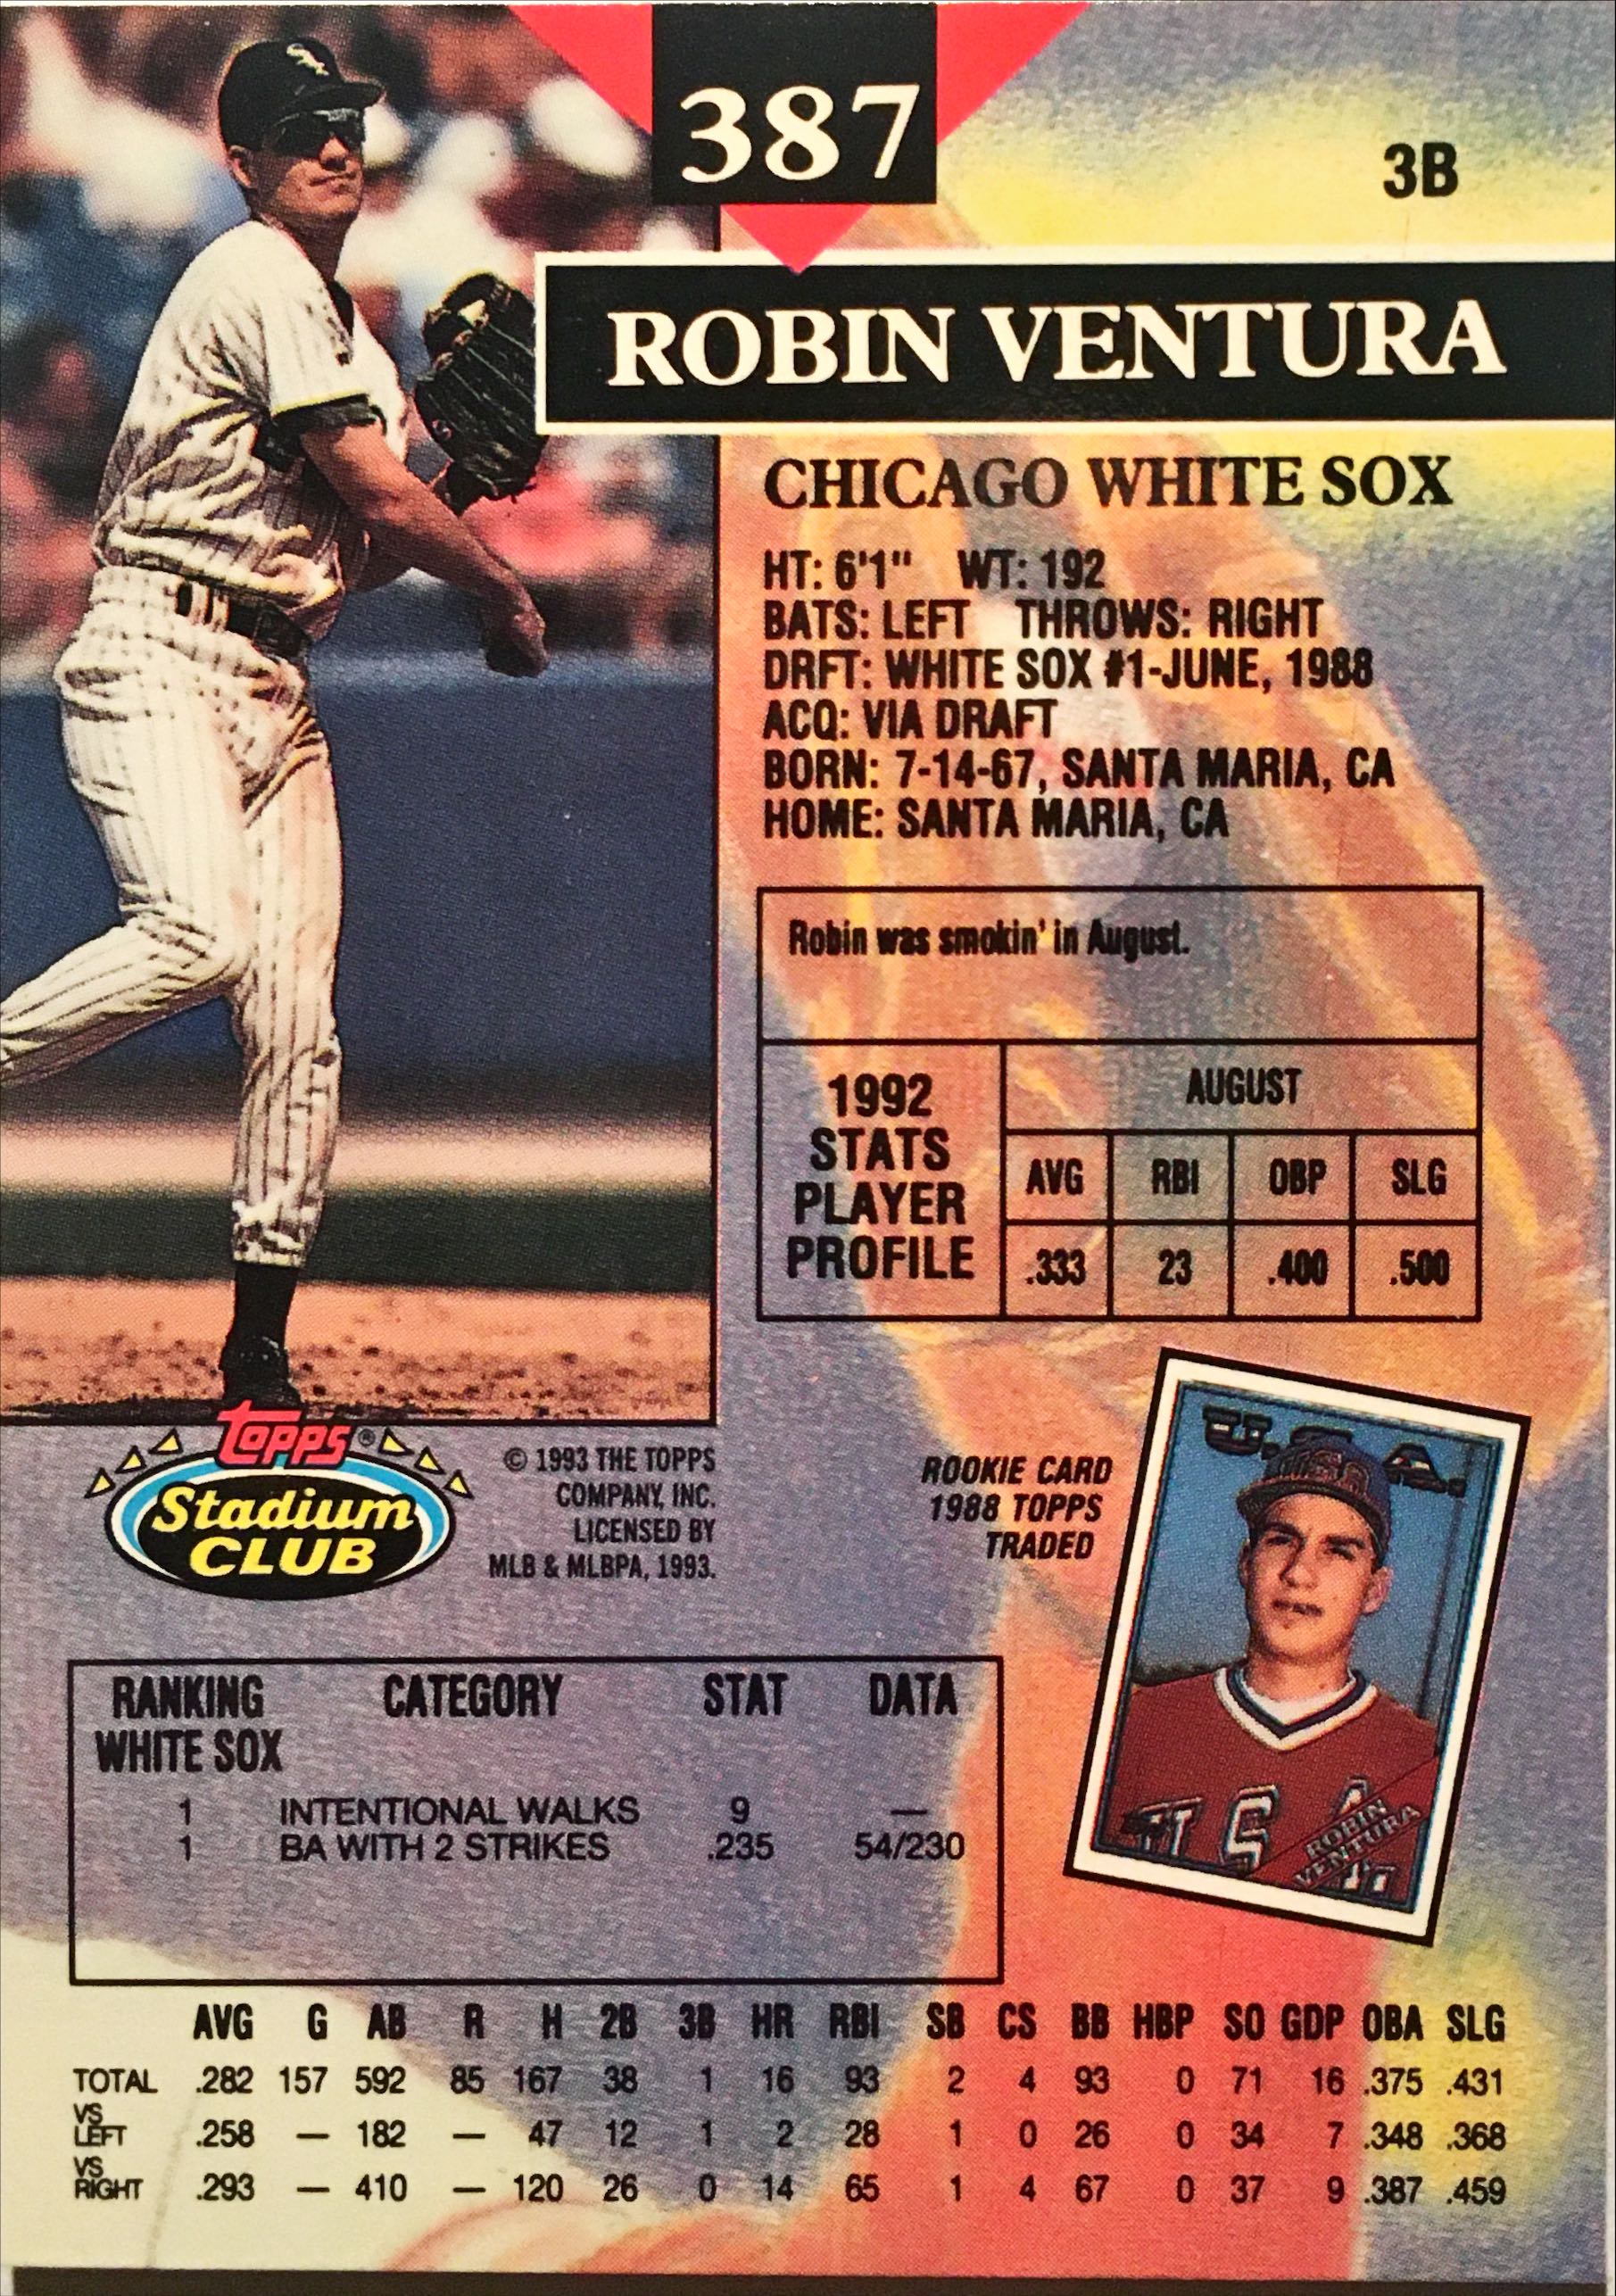 387
3B
ROBIN VENTURA
CHICAGO WHITE SOX
HT: 6'1" WT: 192
BATS: LEFT THROWS: RIGHT
DRFT: WHITE SOX #1-JUNE, 1988
ACQ: VIA DRAFT
BORN: 7-14-67, SANTA MARIA, CA
HOME: SANTA MARIA, CA
Robin was smokin' in August.
1992
STATS
PLAYER
PROFILE
AUGUST
AVG RBI OBP SLG
.333 23 .400 .500
Topps®
Stadium
CLUB
© 1993 THE TOPPS
COMPANY, INC.
LICENSED BY
MLB & MLBPA, 1993.
ROOKIE CARD
1988 TOPPS
TRADED
U.S.A.
USA
ROBIN
VENTURA
RANKING CATEGORY STAT DATA
WHITE SOX
1 INTENTIONAL WALKS 9 —
1 BA WITH 2 STRIKES .235 54/230
AVG G AB R H 2B 3B HR RBI SB CS BB HBP SO GDP OBA SLG
TOTAL .282 157 592 85 167 38 1 16 93 2 4 93 0 71 16 .375 .431
VS
LEFT .258 — 182 — 47 12 1 2 28 1 0 26 0 34 7 .348 .368
VS
RIGHT .293 — 410 — 120 26 0 14 65 1 4 67 0 37 9 .387 .459